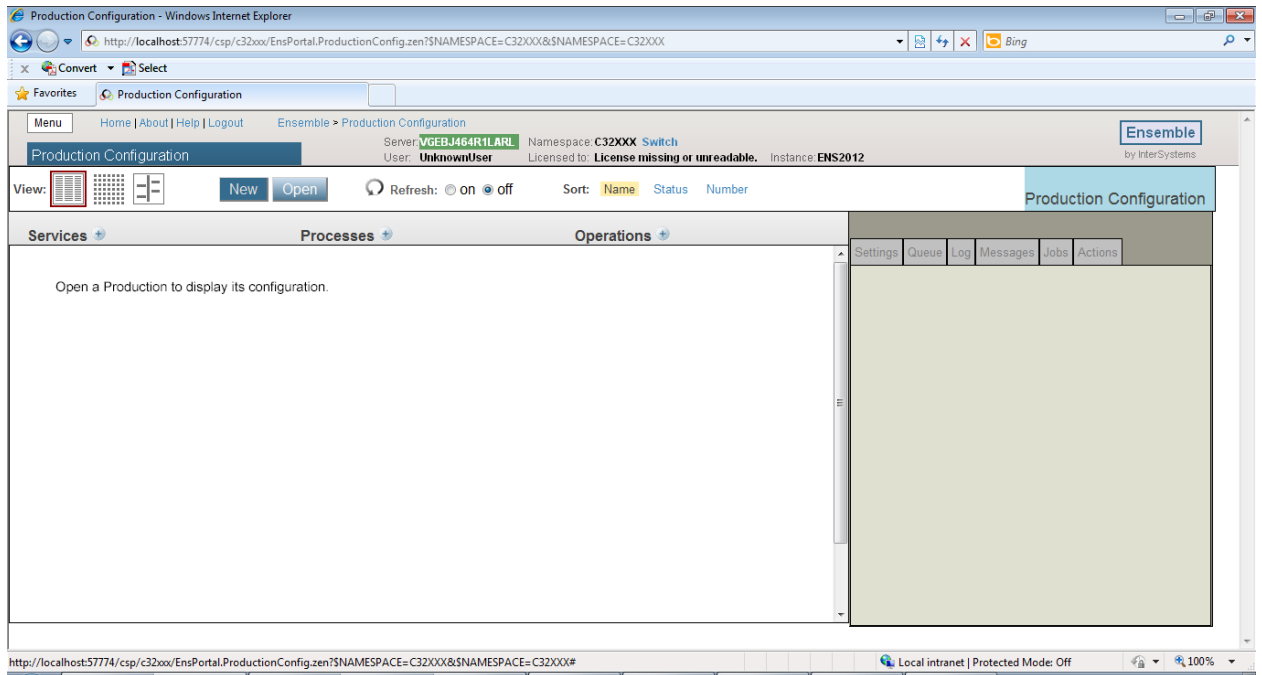 Production Configuration - Windows Internet Explorer
http://localhost:57774/csp/c32xxx/EnsPortal.ProductionConfig.zen?$NAMESPACE=C32XXX&$NAMESPACE=C32XXX
Bing
x Convert Select
Favorites Production Configuration
Menu Home | About | Help | Logout Ensemble > Production Configuration
Server: VGEBJ464R1LARL Namespace: C32XXX Switch
Ensemble
Production Configuration
User: UnknownUser Licensed to: License missing or unreadable. Instance: ENS2012
by InterSystems
View: New Open Refresh: on off Sort: Name Status Number
Production Configuration
Services Processes Operations
Settings Queue Log Messages Jobs Actions
Open a Production to display its configuration.
http://localhost:57774/csp/c32xxx/EnsPortal.ProductionConfig.zen?$NAMESPACE=C32XXX&$NAMESPACE=C32XXX#
Local intranet | Protected Mode: Off
100%